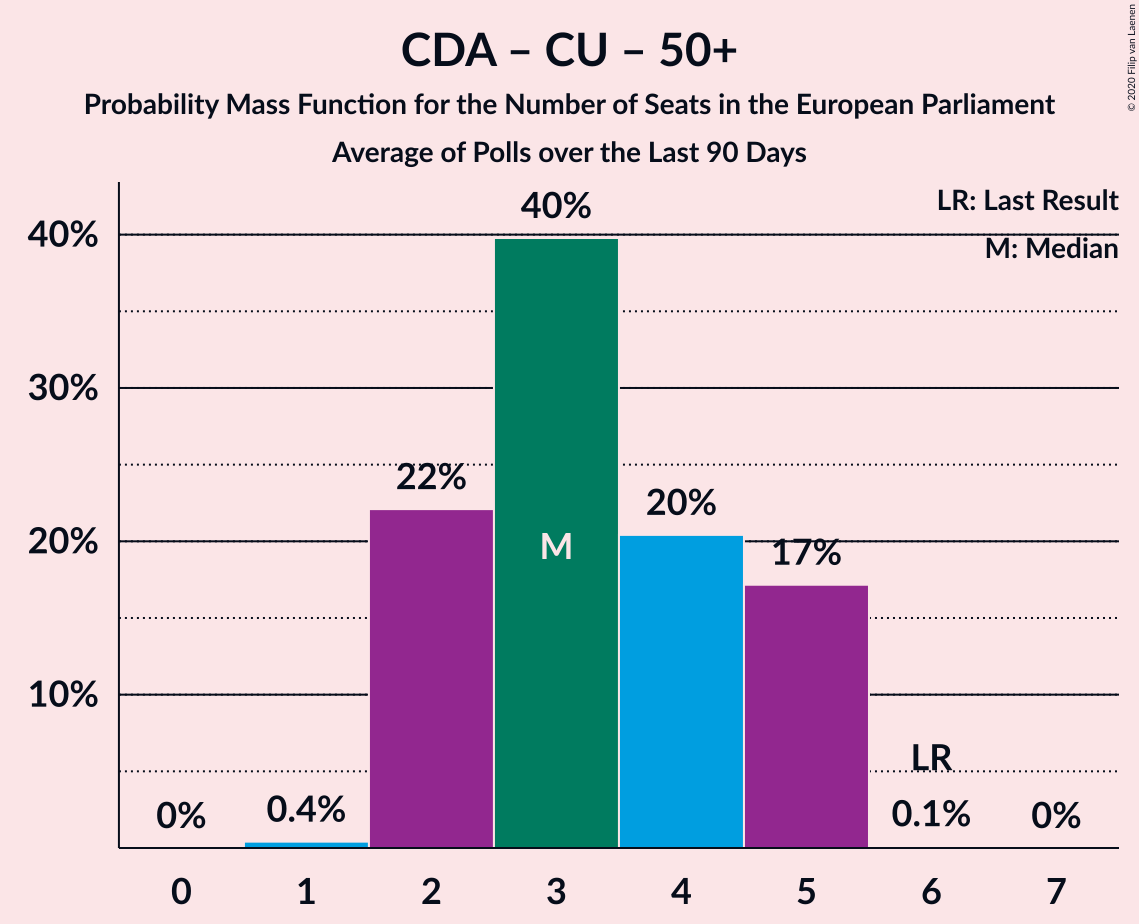 CDA – CU – 50+
Probability Mass Function for the Number of Seats in the European Parliament
Average of Polls over the Last 90 Days
© 2020 Filip van Laenen
LR: Last Result
M: Median
40%
30%
20%
10%
0%
0.4%
22%
40%
M
20%
17%
LR
0.1%
0%
0 1 2 3 4 5 6 7